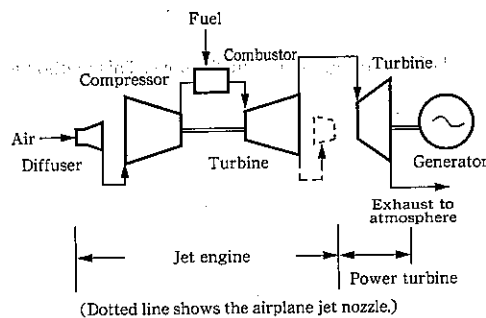 Fuel
Combustor
Turbine
Compressor
Air
Diffuser
Turbine
Generator
Exhaust to
atmosphere
Jet engine
Power turbine
(Dotted line shows the airplane jet nozzle.)